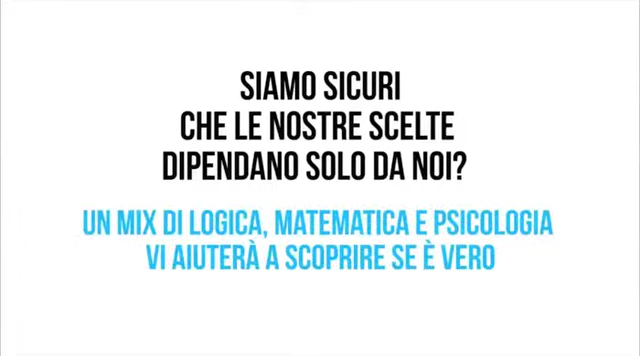 SIAMO SICURI
CHE LE NOSTRE SCELTE
DIPENDANO SOLO DA NOI?
UN MIX DI LOGICA, MATEMATICA E PSICOLOGIA
VI AIUTERÀ A SCOPRIRE SE È VERO